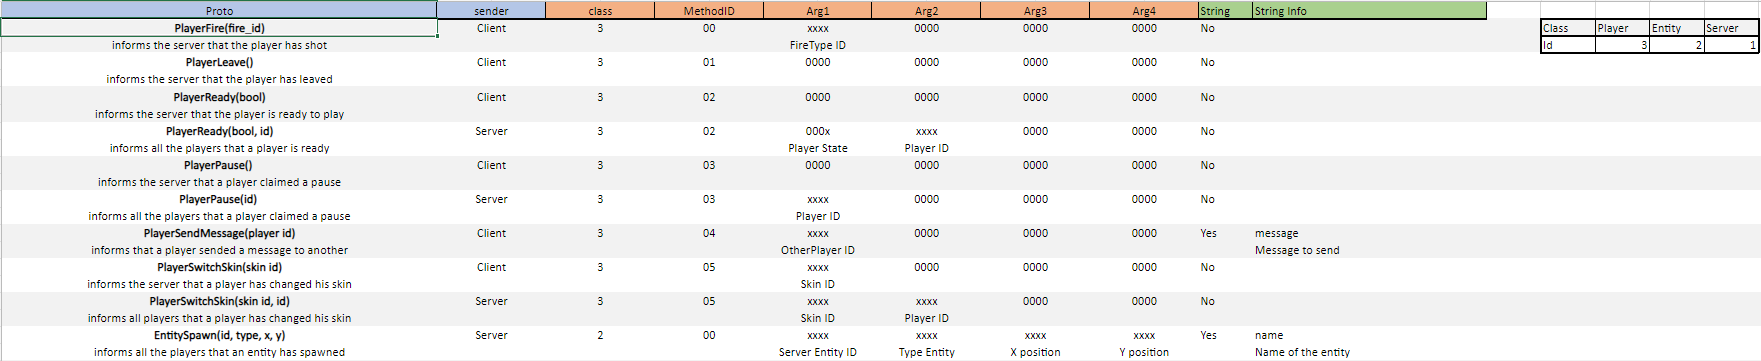 Proto sender class MethodID Arg1 Arg2 Arg3 Arg4 String String Info
PlayerFire(fire_id) Client 3 00 xxxx 0000 0000 0000 No
informs the server that the player has shot FireType ID
PlayerLeave() Client 3 01 0000 0000 0000 0000 No
informs the server that the player has leaved
PlayerReady(bool) Client 3 02 0000 0000 0000 0000 No
informs the server that the player is ready to play
PlayerReady(bool, id) Server 3 02 000x xxxx 0000 0000 No
informs all the players that a player is ready Player State Player ID
PlayerPause() Client 3 03 0000 0000 0000 0000 No
informs the server that a player claimed a pause
PlayerPause(id) Server 3 03 xxxx 0000 0000 0000 No
informs all the players that a player claimed a pause Player ID
PlayerSendMessage(player id) Client 3 04 xxxx 0000 0000 0000 Yes message
informs that a player sended a message to another OtherPlayer ID Message to send
PlayerSwitchSkin(skin id) Client 3 05 xxxx 0000 0000 0000 No
informs the server that a player has changed his skin Skin ID
PlayerSwitchSkin(skin id, id) Server 3 05 xxxx xxxx 0000 0000 No
informs all players that a player has changed his skin Skin ID Player ID
EntitySpawn(id, type, x, y) Server 2 00 xxxx xxxx xxxx xxxx Yes name
informs all the players that an entity has spawned Server Entity ID Type Entity X position Y position Name of the entity
Class Player Entity Server
Id 3 2 1